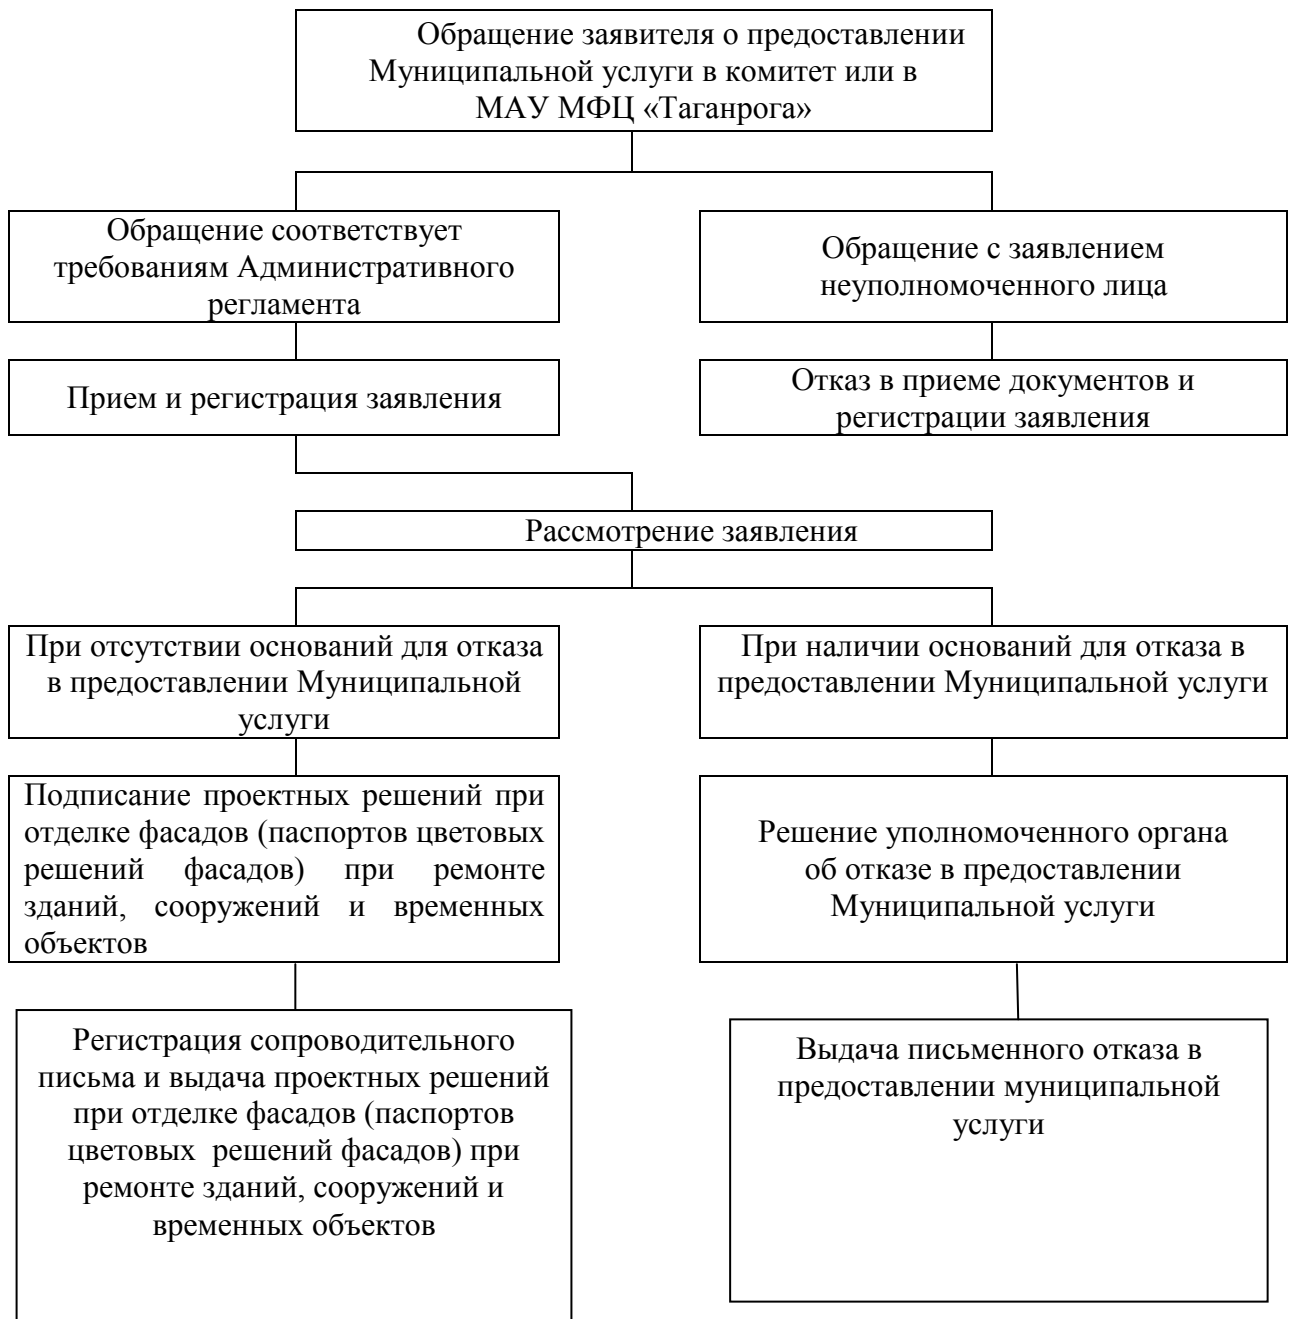 Обращение заявителя о предоставлении
Муниципальной услуги в комитет или в
МАУ МФЦ «Таганрога»
Обращение соответствует
требованиям Административного
регламента
Обращение с заявлением
неуполномоченного лица
Прием и регистрация заявления
Отказ в приеме документов и
регистрации заявления
Рассмотрение заявления
При отсутствии оснований для отказа
в предоставлении Муниципальной
услуги
При наличии оснований для отказа в
предоставлении Муниципальной услуги
Подписание проектных решений при
отделке фасадов (паспортов цветовых
решений фасадов) при ремонте
зданий, сооружений и временных
объектов
Решение уполномоченного органа
об отказе в предоставлении
Муниципальной услуги
Регистрация сопроводительного
письма и выдача проектных решений
при отделке фасадов (паспортов
цветовых решений фасадов) при
ремонте зданий, сооружений и
временных объектов
Выдача письменного отказа в
предоставлении муниципальной
услуги